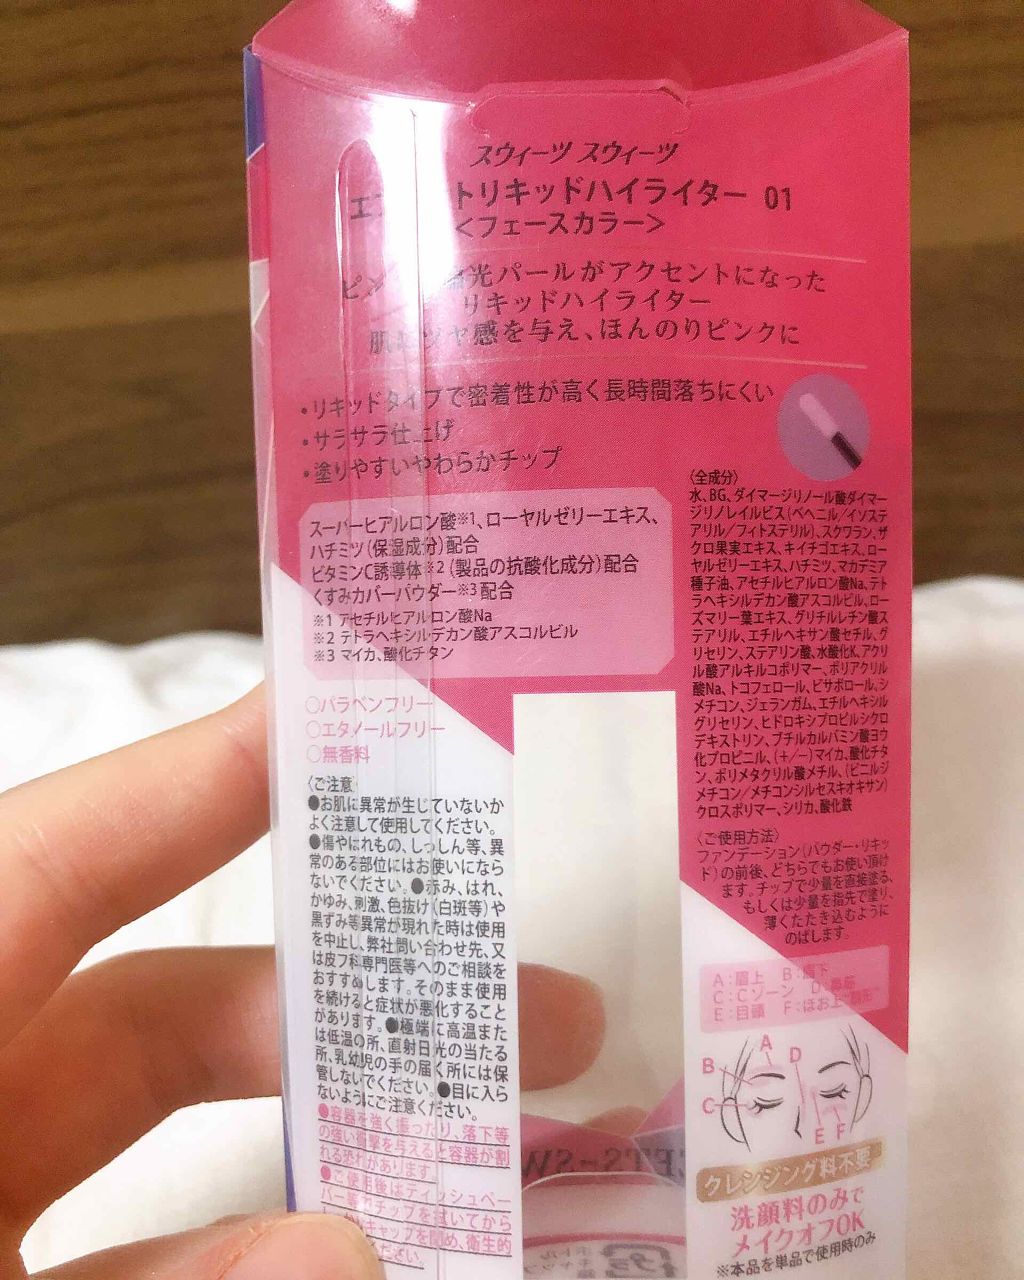 スウィーツ スウィーツ
トリキッドハイライター 01
<フェースカラー>
光パールがアクセントになった
リキッドハイライター
ツヤ感を与え、ほんのりピンクに
・リキッドタイプで密着性が高く長時間落ちにくい
・サラサラ仕上げ
・塗りやすいやわらかチップ
スーパーヒアルロン酸※1、ローヤルゼリーエキス、
ハチミツ(保湿成分)配合
ビタミンC誘導体※2(製品の抗酸化成分)配合
くすみカバーパウダー※3配合
※1 アセチルヒアルロン酸Na
※2 テトラヘキシルデカン酸アスコルビル
※3 マイカ、酸化チタン
○パラベンフリー
○エタノールフリー
○無香料
〈ご注意〉
●お肌に異常が生じていないか
よく注意して使用してください。
●傷やはれもの、しっしん等、異
常のある部位にはお使いになら
ないでください。●赤み、はれ、
かゆみ、刺激、色抜け(白斑等)や
黒ずみ等異常が現れた時は使用
を中止し、弊社問い合わせ先、又
は皮フ科専門医等へのご相談を
おすすめします。そのまま使用
を続けると症状が悪化すること
があります。●極端に高温また
は低温の所、直射日光の当たる
所、乳幼児の手の届く所には保
管しないでください。●目に入ら
ないようにご注意ください。
●容器を強く振ったり、落下等
の強い衝撃を与えると容器が割
れる恐れがあります。
●ご使用後はティッシュペー
パー等でチップを拭いてから
キャップを閉め、衛生的
ください。
〈全成分〉
水、BG、ダイマージリノール酸ダイマー
ジリノレイルビス(ベヘニル/イソステ
アリル/フィトステリル)、スクワラン、ザ
クロ果実エキス、キイチゴエキス、ロー
ヤルゼリーエキス、ハチミツ、マカデミア
種子油、アセチルヒアルロン酸Na、テト
ラヘキシルデカン酸アスコルビル、ロー
ズマリー葉エキス、グリチルレチン酸ス
テアリル、エチルヘキサン酸セチル、グ
リセリン、ステアリン酸、水酸化K、アクリ
ル酸アルキルコポリマー、ポリアクリル
酸Na、トコフェロール、ビサボロール、ジ
メチコン、ジェランガム、エチルヘキシル
グリセリン、ヒドロキシプロピルシクロ
デキストリン、ブチルカルバミン酸ヨウ
化プロピニル、(+/-)マイカ、酸化チタ
ン、ポリメタクリル酸メチル、(ビニルジ
メチコン/メチコンシルセスキオキサン)
クロスポリマー、シリカ、酸化鉄
〈ご使用方法〉
ファンデーション(パウダー・リキッ
ド)の前後、どちらでもお使い頂け
ます。チップで少量を直接塗る、
もしくは少量を指先で塗り、
薄くたたき込むように
のばします。
A:眉上 B:眉下
C:Cゾーン D:鼻筋
E:目頭 F:ほお上
A
B
D
C
E F
クレンジング料不要
洗顔料のみで
メイクオフOK
※本品を単品で使用時のみ